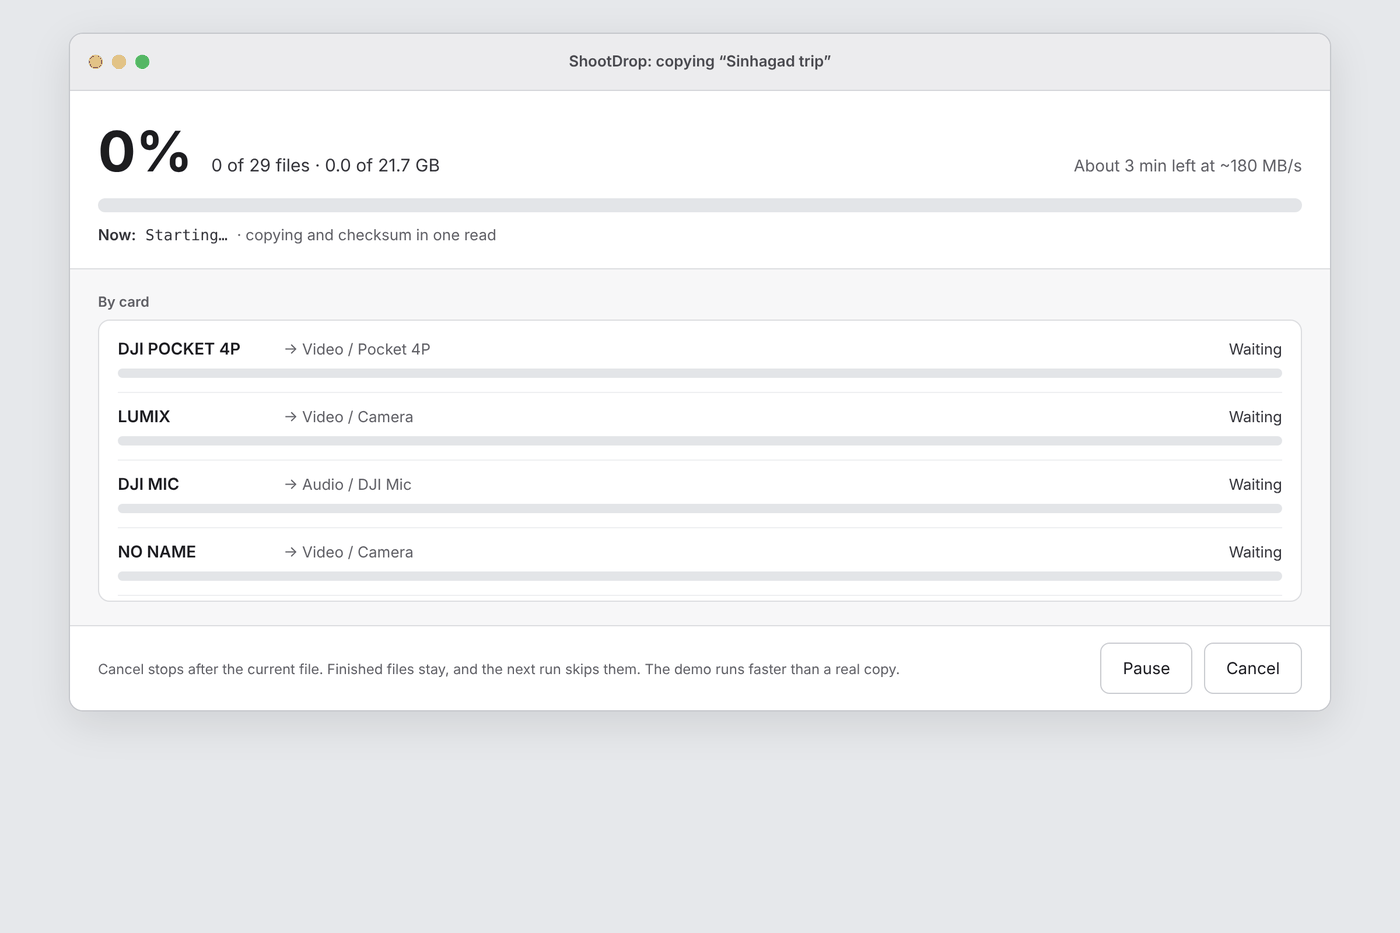 ShootDrop: copying “Sinhagad trip”
0% 0 of 29 files · 0.0 of 21.7 GB About 3 min left at ~180 MB/s
Now: Starting… · copying and checksum in one read
By card
DJI POCKET 4P → Video / Pocket 4P Waiting
LUMIX → Video / Camera Waiting
DJI MIC → Audio / DJI Mic Waiting
NO NAME → Video / Camera Waiting
Cancel stops after the current file. Finished files stay, and the next run skips them. The demo runs faster than a real copy. Pause Cancel